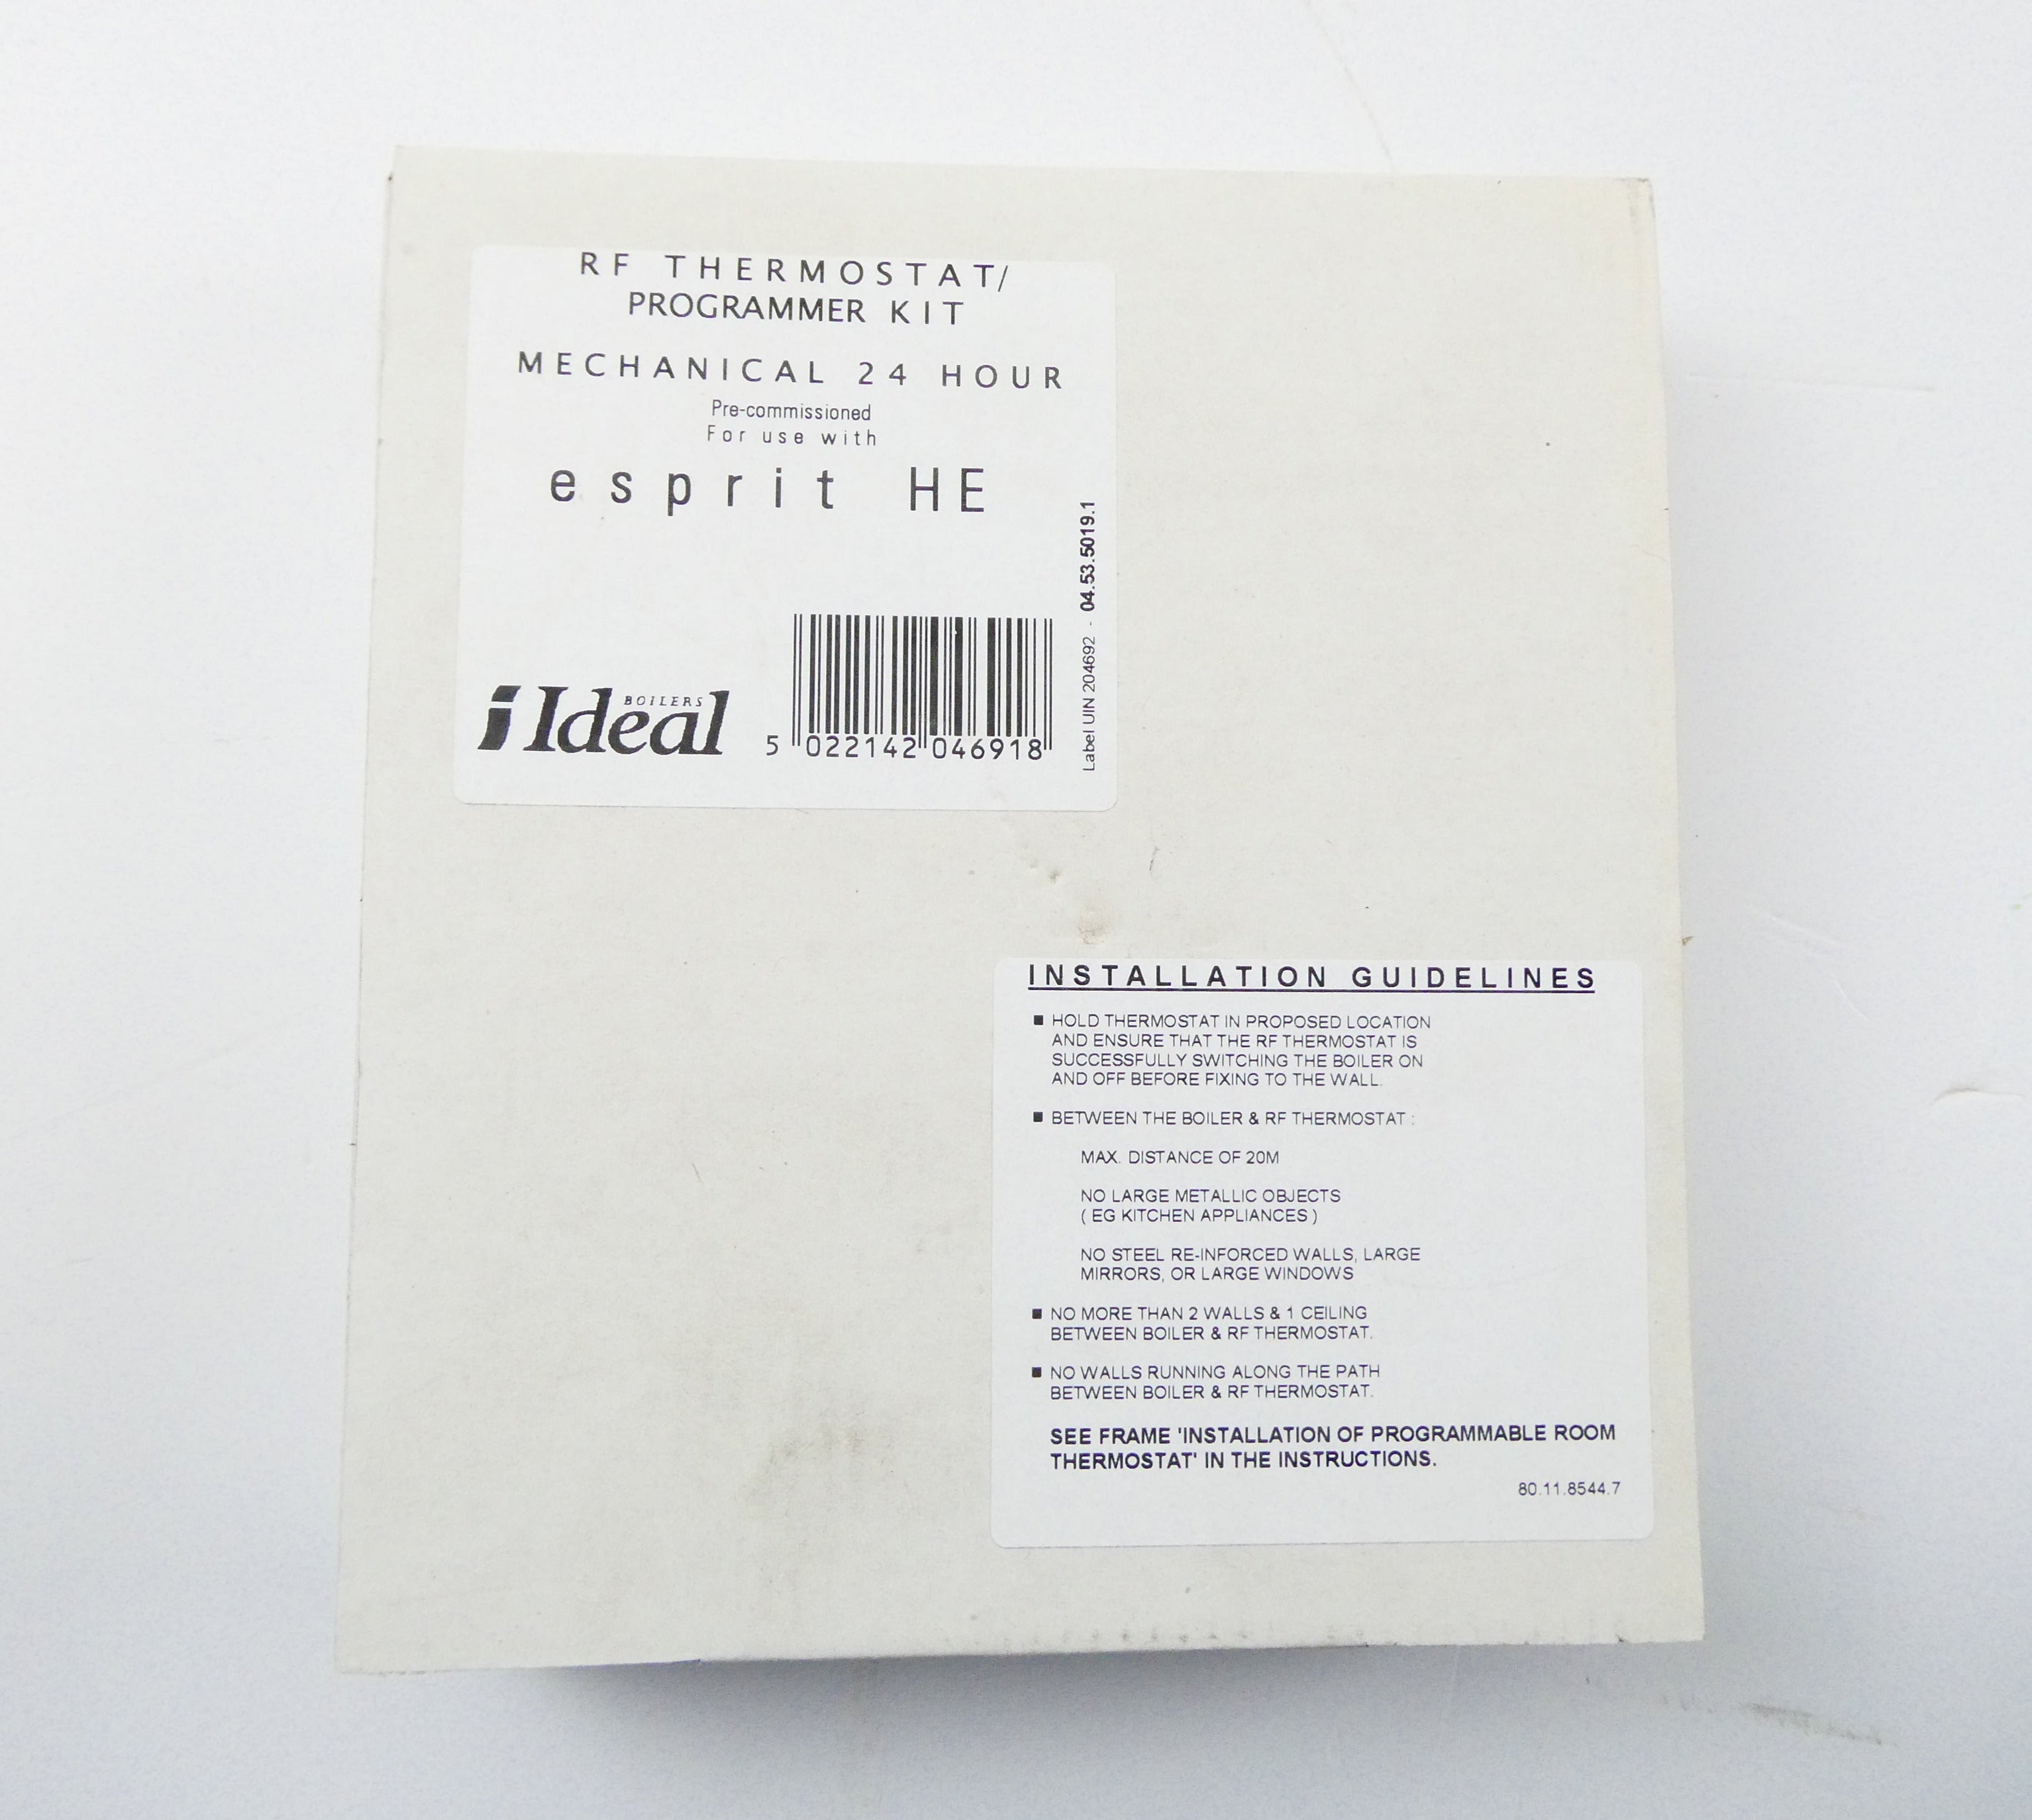 RF THERMOSTAT/
PROGRAMMER KIT
MECHANICAL 24 HOUR
Pre-commissioned
For use with
esprit HE
BOILERS
Ideal
5 022142 046918
Label UIN 204692 - 04.53.5019.1
INSTALLATION GUIDELINES
■ HOLD THERMOSTAT IN PROPOSED LOCATION
AND ENSURE THAT THE RF THERMOSTAT IS
SUCCESSFULLY SWITCHING THE BOILER ON
AND OFF BEFORE FIXING TO THE WALL.
■ BETWEEN THE BOILER & RF THERMOSTAT :
MAX. DISTANCE OF 20M
NO LARGE METALLIC OBJECTS
( EG KITCHEN APPLIANCES )
NO STEEL RE-INFORCED WALLS, LARGE
MIRRORS, OR LARGE WINDOWS
■ NO MORE THAN 2 WALLS & 1 CEILING
BETWEEN BOILER & RF THERMOSTAT.
■ NO WALLS RUNNING ALONG THE PATH
BETWEEN BOILER & RF THERMOSTAT.
SEE FRAME 'INSTALLATION OF PROGRAMMABLE ROOM
THERMOSTAT' IN THE INSTRUCTIONS.
80.11.8544.7